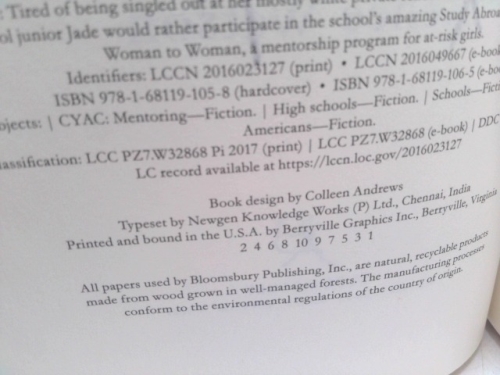 : Tired of being singled out at her mostly white private
ol junior Jade would rather participate in the school's amazing Study Abro
Woman to Woman, a mentorship program for at-risk girls.
Identifiers: LCCN 2016023127 (print) • LCCN 2016049667 (e-book)
ISBN 978-1-68119-105-8 (hardcover) • ISBN 978-1-68119-106-5 (e-bo
bjects: | CYAC: Mentoring—Fiction. | High schools—Fiction. | Schools—Fictio
Americans—Fiction.
lassification: LCC PZ7.W32868 Pi 2017 (print) | LCC PZ7.W32868 (e-book) | DDC
LC record available at https://lccn.loc.gov/2016023127
Book design by Colleen Andrews
Typeset by Newgen Knowledge Works (P) Ltd., Chennai, India
Printed and bound in the U.S.A. by Berryville Graphics Inc., Berryville, Virginia
2 4 6 8 10 9 7 5 3 1
All papers used by Bloomsbury Publishing, Inc., are natural, recyclable products
made from wood grown in well-managed forests. The manufacturing processes
conform to the environmental regulations of the country of origin.